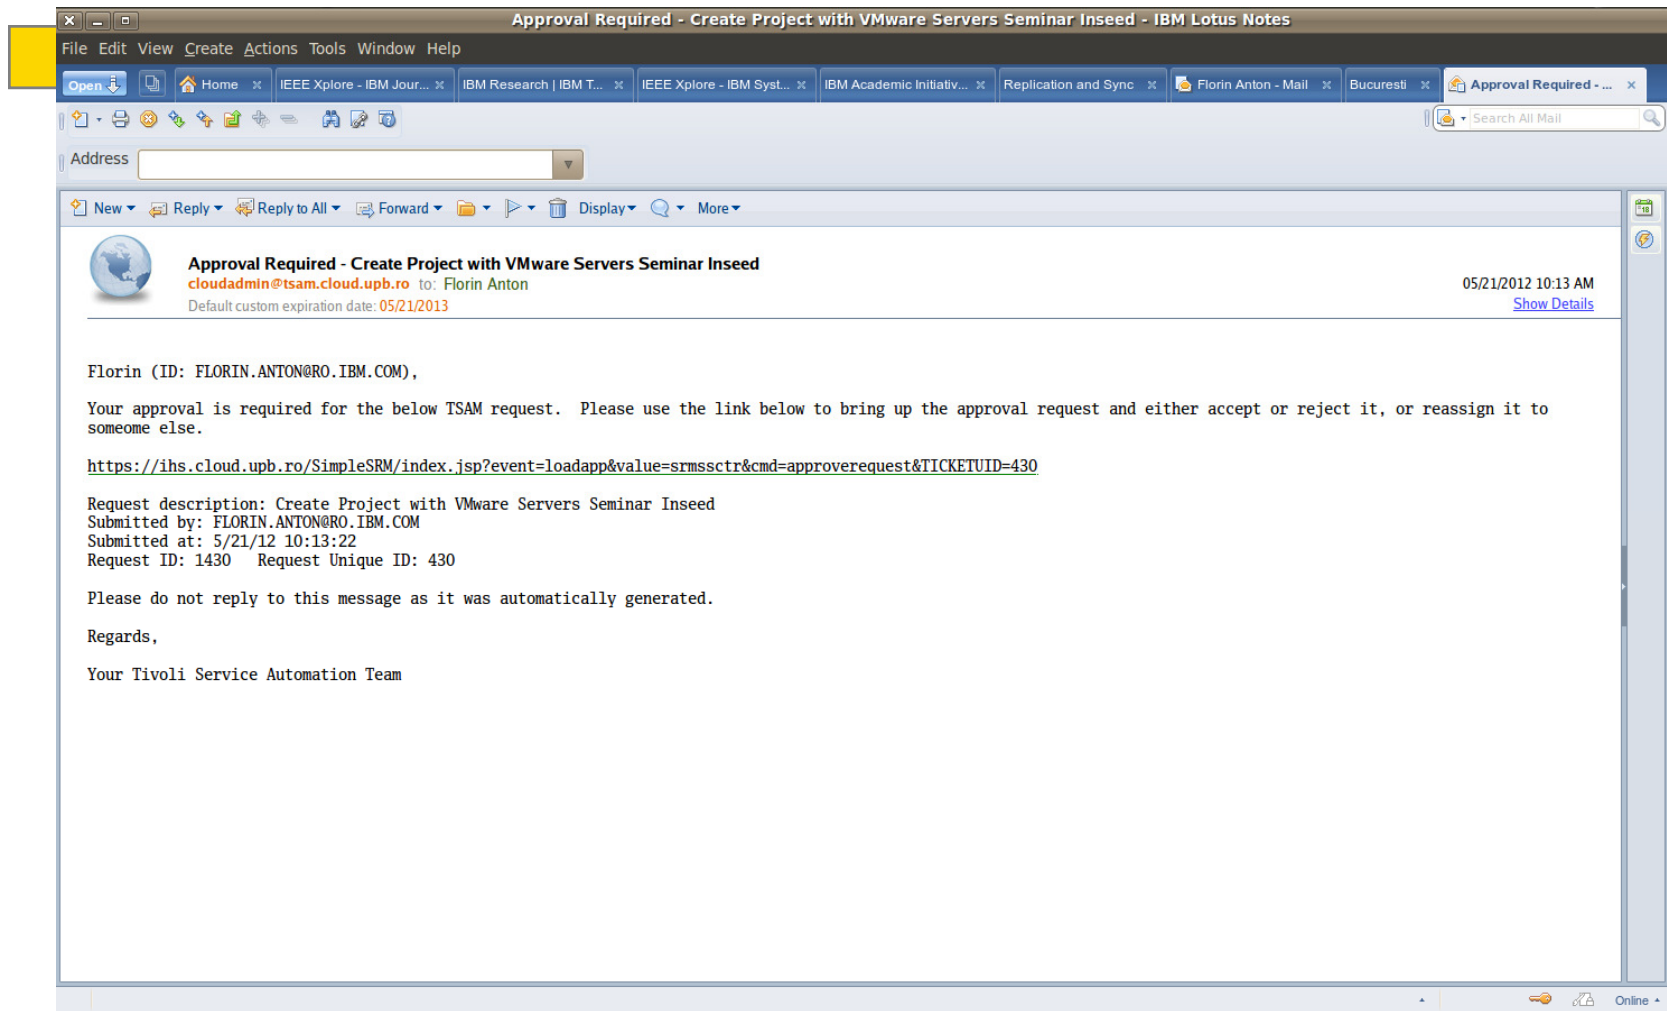 Approval Required - Create Project with VMware Servers Seminar Inseed - IBM Lotus Notes
File Edit View Create Actions Tools Window Help
Open Home IEEE Xplore - IBM Jour... IBM Research | IBM T... IEEE Xplore - IBM Syst... IBM Academic Initiativ... Replication and Sync Florin Anton - Mail Bucuresti Approval Required - ...
Search All Mail
Address
New Reply Reply to All Forward Display More
Approval Required - Create Project with VMware Servers Seminar Inseed
cloudadmin@tsam.cloud.upb.ro to: Florin Anton
05/21/2012 10:13 AM
Default custom expiration date: 05/21/2013
Show Details
Florin (ID: FLORIN.ANTON@RO.IBM.COM),
Your approval is required for the below TSAM request. Please use the link below to bring up the approval request and either accept or reject it, or reassign it to
someome else.
https://ihs.cloud.upb.ro/SimpleSRM/index.jsp?event=loadapp&value=srmssctr&cmd=approverequest&TICKETUID=430
Request description: Create Project with VMware Servers Seminar Inseed
Submitted by: FLORIN.ANTON@RO.IBM.COM
Submitted at: 5/21/12 10:13:22
Request ID: 1430 Request Unique ID: 430
Please do not reply to this message as it was automatically generated.
Regards,
Your Tivoli Service Automation Team
Online